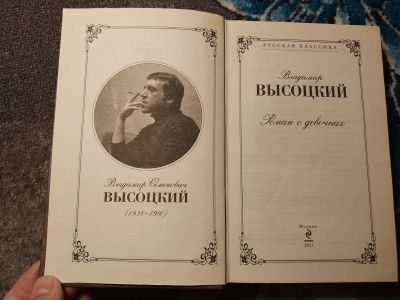 Владимир Семенович
ВЫСОЦКИЙ
(1938–1980)
РУССКАЯ КЛАССИКА
Владимир
ВЫСОЦКИЙ
Роман о девочках
Москва